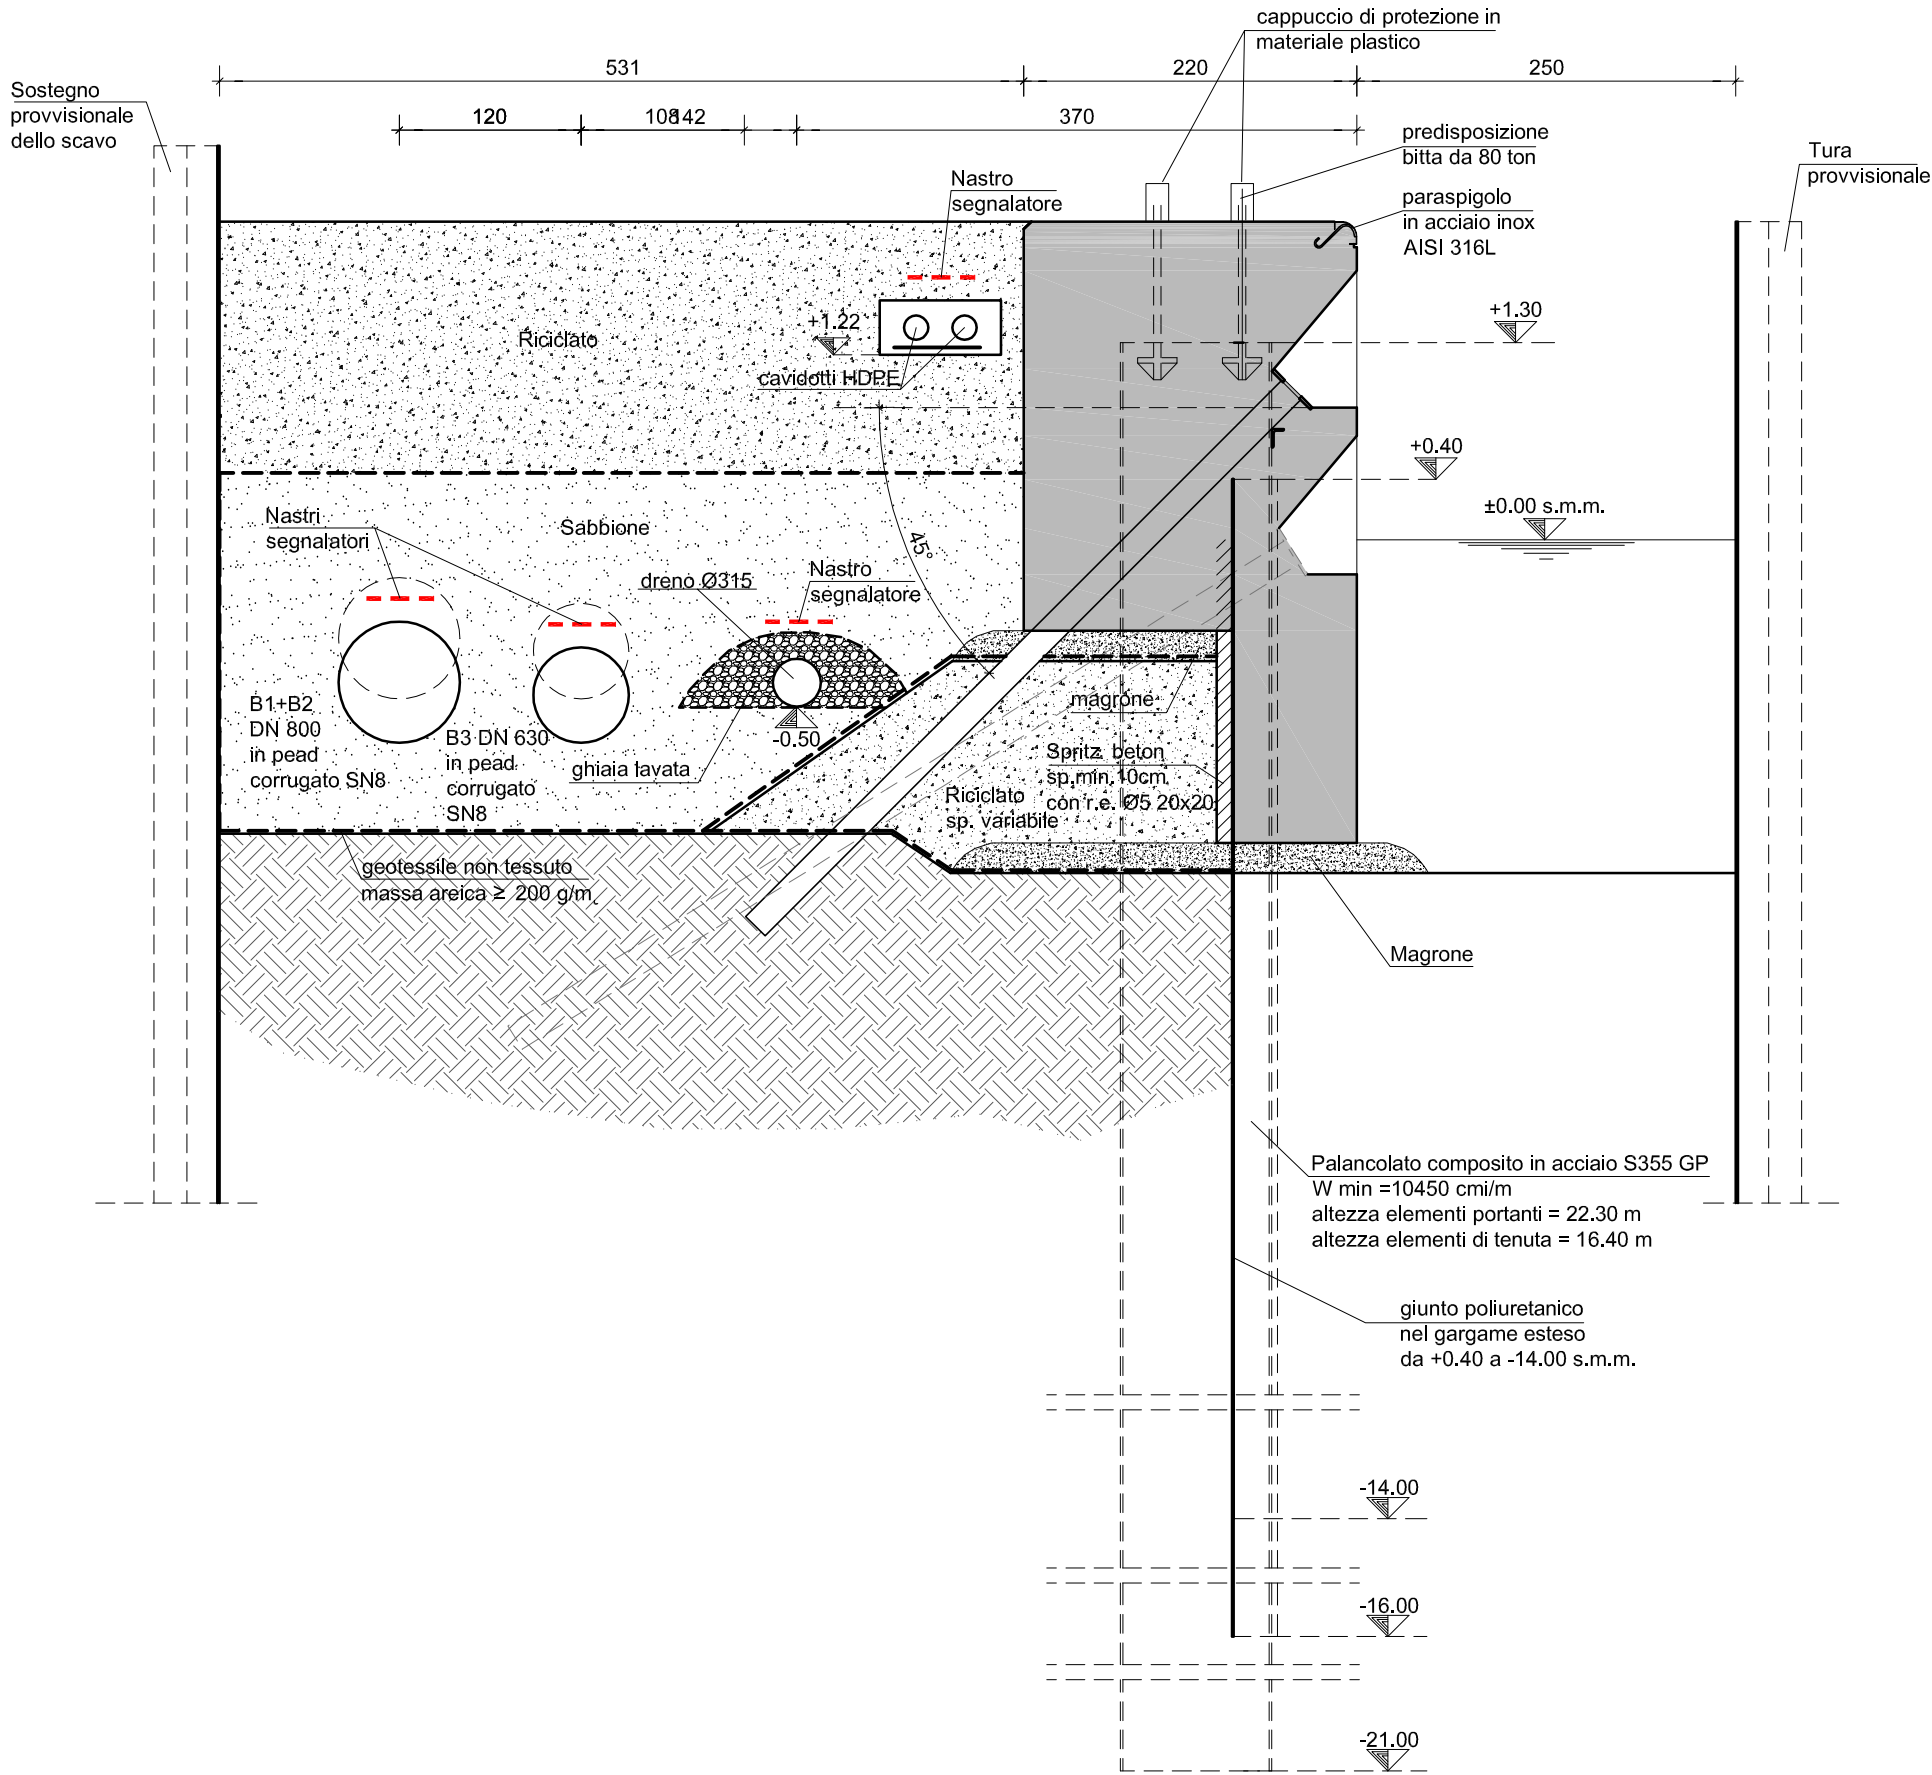 cappuccio di protezione in
materiale plastico
531
220
250
Sostegno
provvisionale
dello scavo
120
108
142
370
predisposizione
bitta da 80 ton
Tura
provvisionale
Nastro
segnalatore
paraspigolo
in acciaio inox
AISI 316L
+1.22
+1.30
Riciclato
cavidotti HDPE
+0.40
±0.00 s.m.m.
Nastri
segnalatori
Sabbione
45°
dreno Ø315
Nastro
segnalatore
B1+B2
DN 800
in pead
corrugato SN8
B3 DN 630
in pead
corrugato
SN8
-0.50
ghiaia lavata
magrone
Spritz beton
sp.min.10cm
con r.e. Ø5 20x20
Riciclato
sp. variabile
geotessile non tessuto
massa areica ≥ 200 g/m
Magrone
Palancolato composito in acciaio S355 GP
W min =10450 cmi/m
altezza elementi portanti = 22.30 m
altezza elementi di tenuta = 16.40 m
giunto poliuretanico
nel gargame esteso
da +0.40 a -14.00 s.m.m.
-14.00
-16.00
-21.00